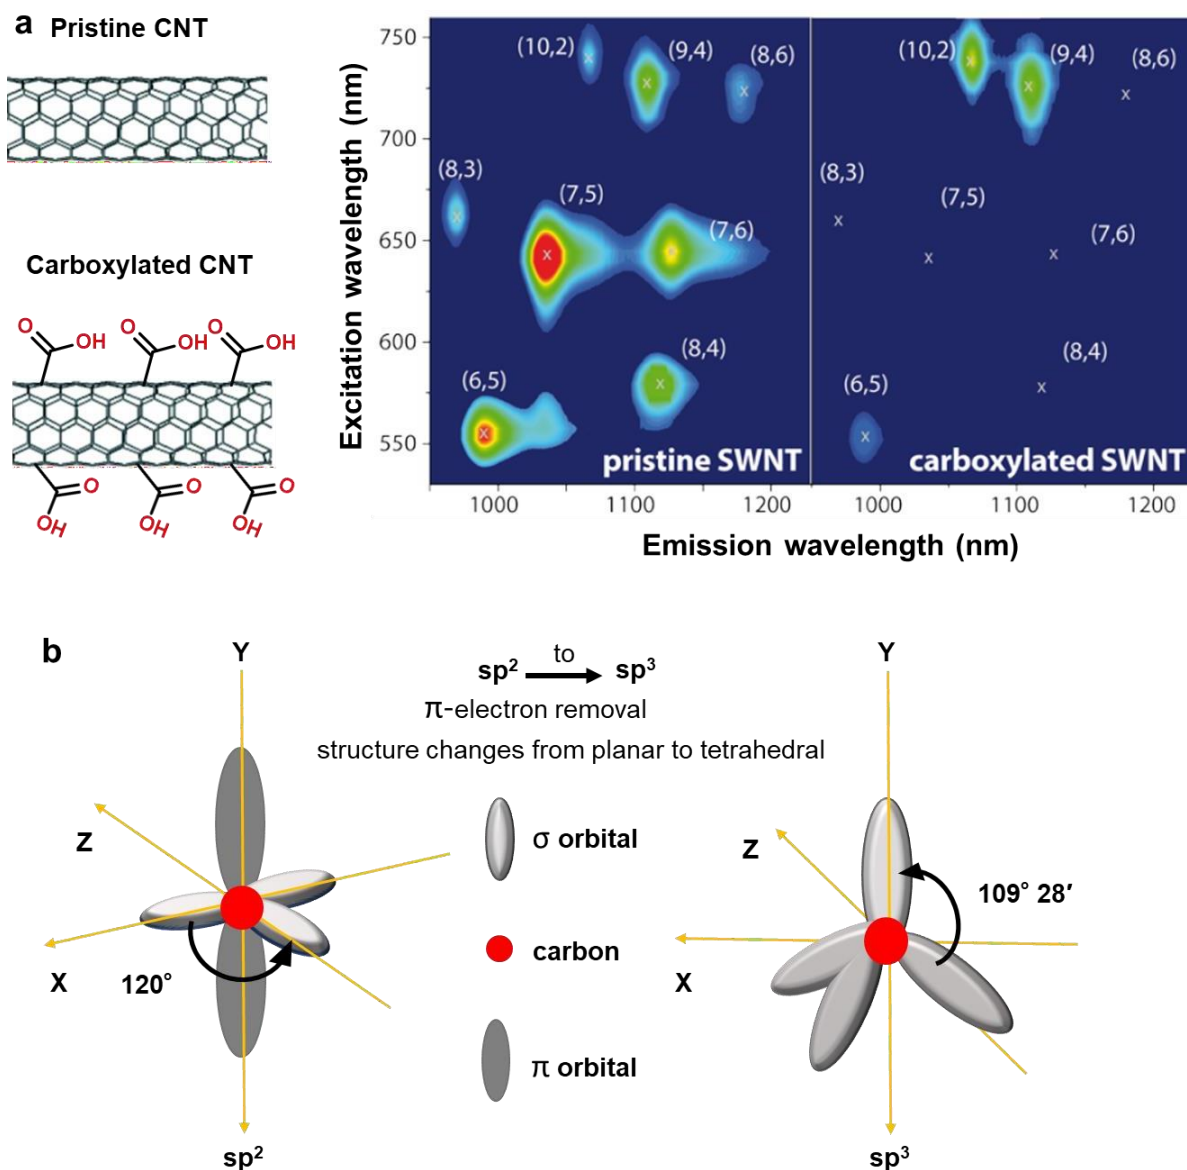 a Pristine CNT
Carboxylated CNT
O
OH
O
OH
O
OH
O
OH
O
OH
O
OH
Excitation wavelength (nm)
750
700
650
600
550
(10,2)
(9,4)
(8,6)
(8,3)
(7,5)
(7,6)
(8,4)
(6,5)
pristine SWNT
(10,2)
(9,4)
(8,6)
(8,3)
(7,5)
(7,6)
(8,4)
(6,5)
carboxylated SWNT
1000
1100
1200
1000
1100
1200
Emission wavelength (nm)
b
Y
sp² to sp³
π-electron removal
structure changes from planar to tetrahedral
Z
X
120°
sp²
σ orbital
carbon
π orbital
Y
Z
X
109° 28′
sp³